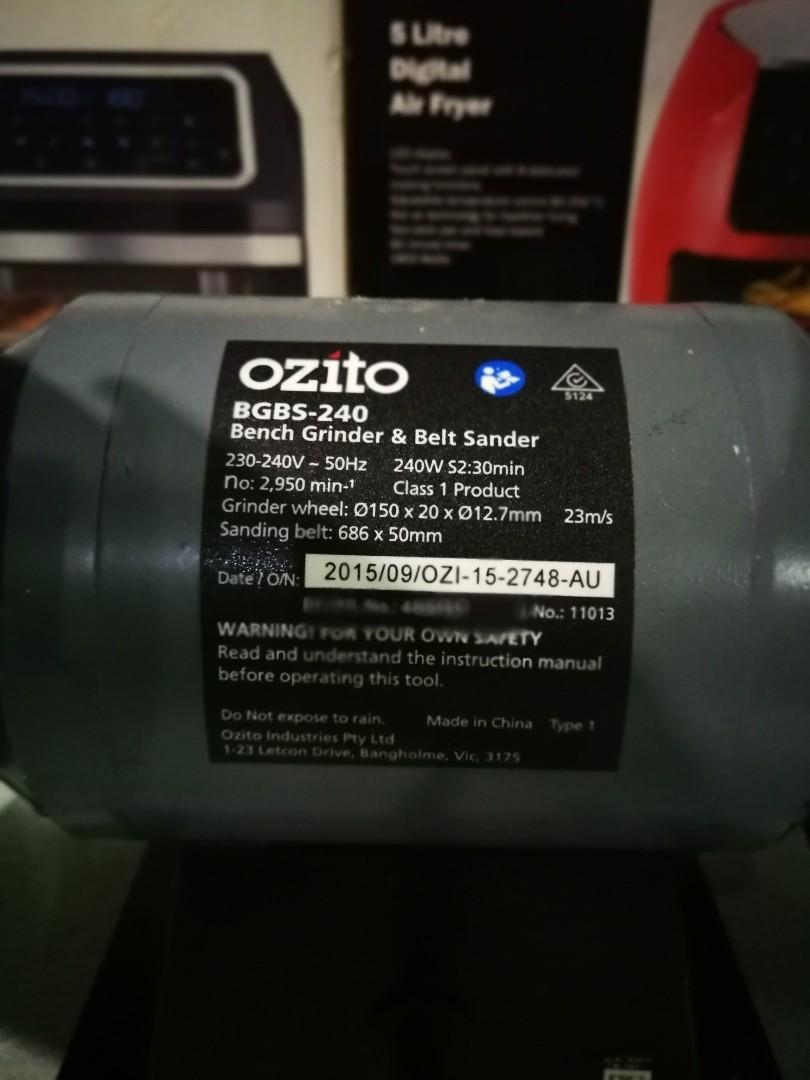 5 Litre
Digital
Air Fryer
ozito
5124
BGBS-240
Bench Grinder & Belt Sander
230-240V ~ 50Hz 240W S2:30min
no: 2,950 min-¹ Class 1 Product
Grinder wheel: Ø150 x 20 x Ø12.7mm 23m/s
Sanding belt: 686 x 50mm
Date / O/N: 2015/09/OZI-15-2748-AU
No.: 11013
WARNING! FOR YOUR OWN SAFETY
Read and understand the instruction manual
before operating this tool.
Do Not expose to rain. Made in China Type 1
Ozito Industries Pty Ltd
1-23 Letcon Drive, Bangholme, Vic, 3175